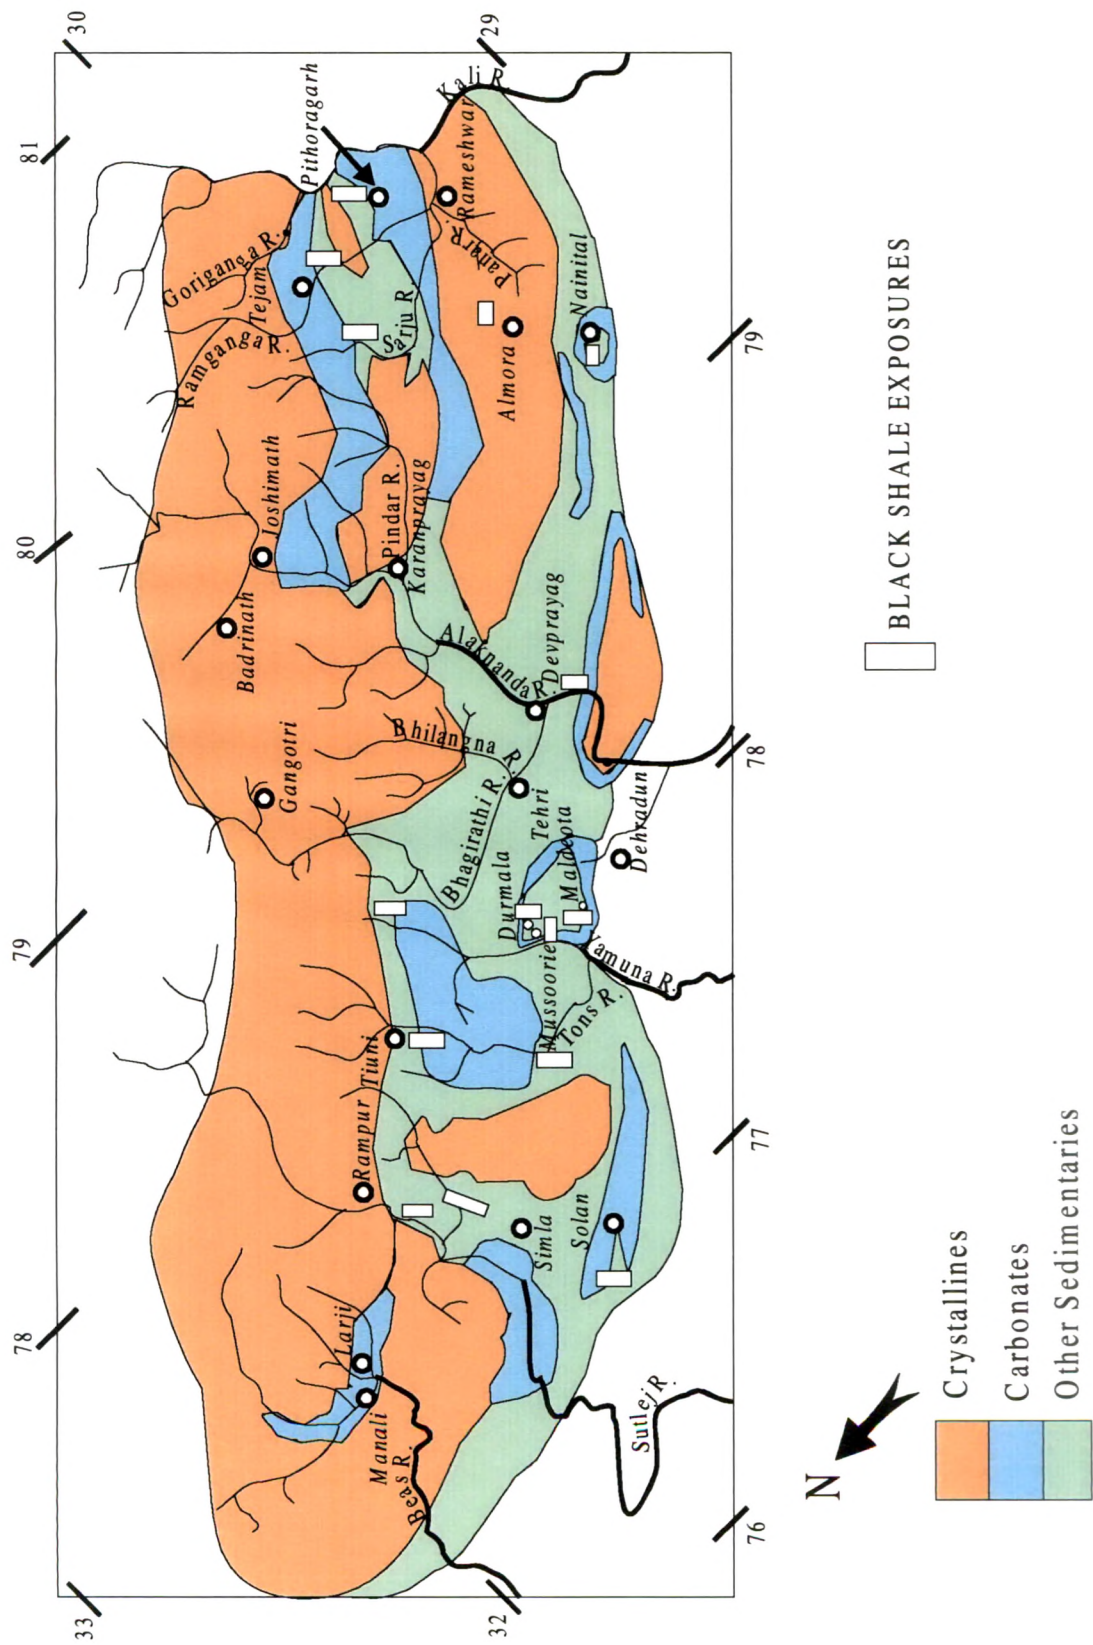 33
78
79
80
81
30
32
29
76
77
78
79
Manali
Beas R.
Larji
Rampur
Tiuni
Simla
Solan
Sutlej R.
Gangotri
Badrinath
Joshimath
Bhilangna R.
Bhagirathi R.
Tehri
Durmala
Maldeota
Mussoorie
Tons R.
Yamuna R.
Dehradun
Alaknanda R.
Devprayag
Pindar R.
Karanprayag
Ramganga R.
Goriganga R.
Tejam
Sarju R.
Pithoragarh
Kali R.
Rameshwar
Panar R.
Almora
Nainital
N
Crystallines
Carbonates
Other Sedimentaries
BLACK SHALE EXPOSURES